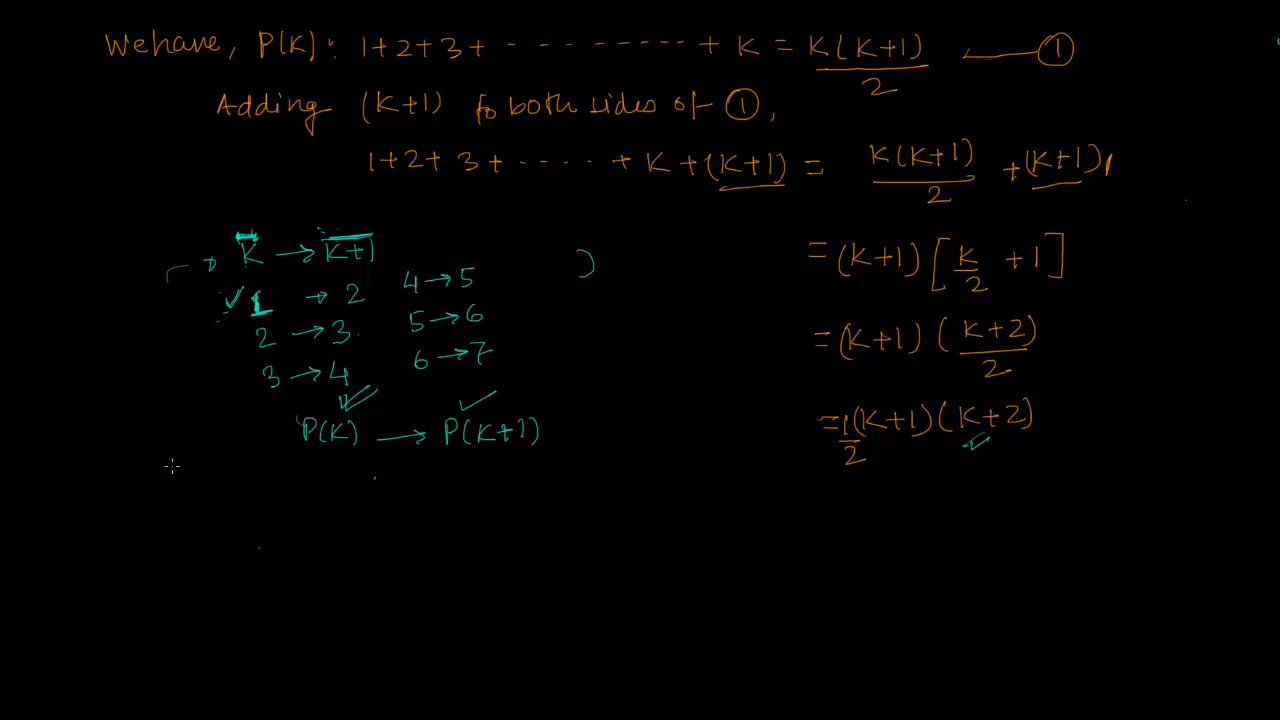 We have, P(K): 1+2+3+ - - - - - - - - - + K = K(K+1)/2 —— ①
Adding (K+1) to both sides of ①,
1+2+3+ ..... + K + (K+1) = K(K+1)/2 + (K+1),
= (K+1) [K/2 + 1]
= (K+1) (K+2)/2
= 1/2 (K+1)(K+2)
→ K → K+1
✓ 1 → 2
2 → 3
3 → 4
4 → 5
5 → 6
6 → 7
P(K) → P(K+1)